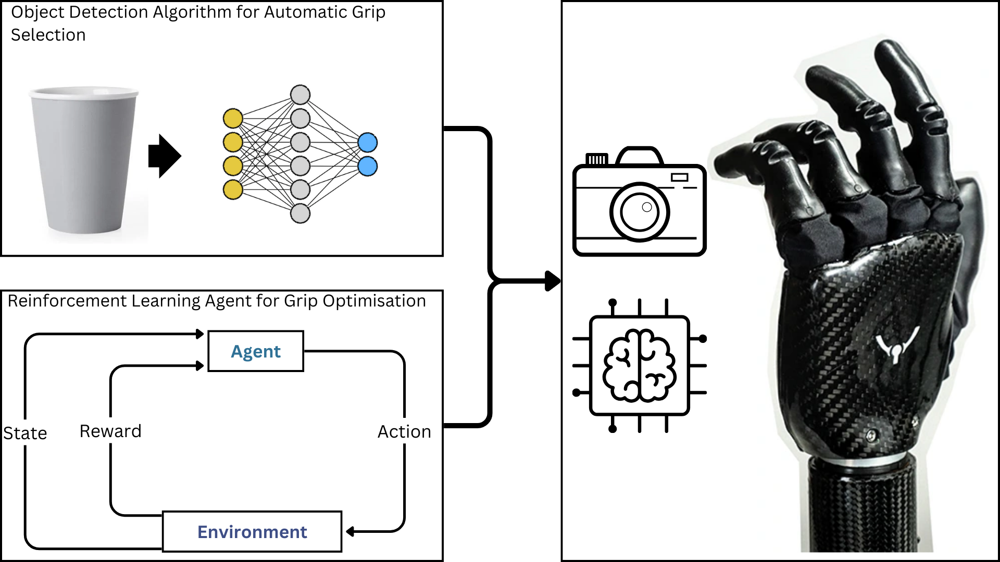 Object Detection Algorithm for Automatic Grip
Selection
Reinforcement Learning Agent for Grip Optimisation
Agent
State
Reward
Action
Environment